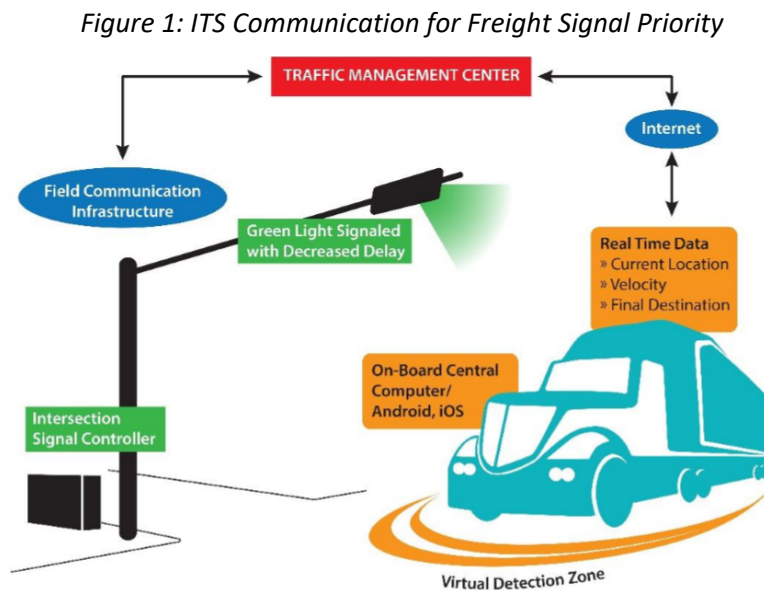 Figure 1: ITS Communication for Freight Signal Priority
TRAFFIC MANAGEMENT CENTER
Internet
Field Communication
Infrastructure
Green Light Signaled
with Decreased Delay
Real Time Data
» Current Location
» Velocity
» Final Destination
On-Board Central
Computer/
Android, iOS
Intersection
Signal Controller
Virtual Detection Zone